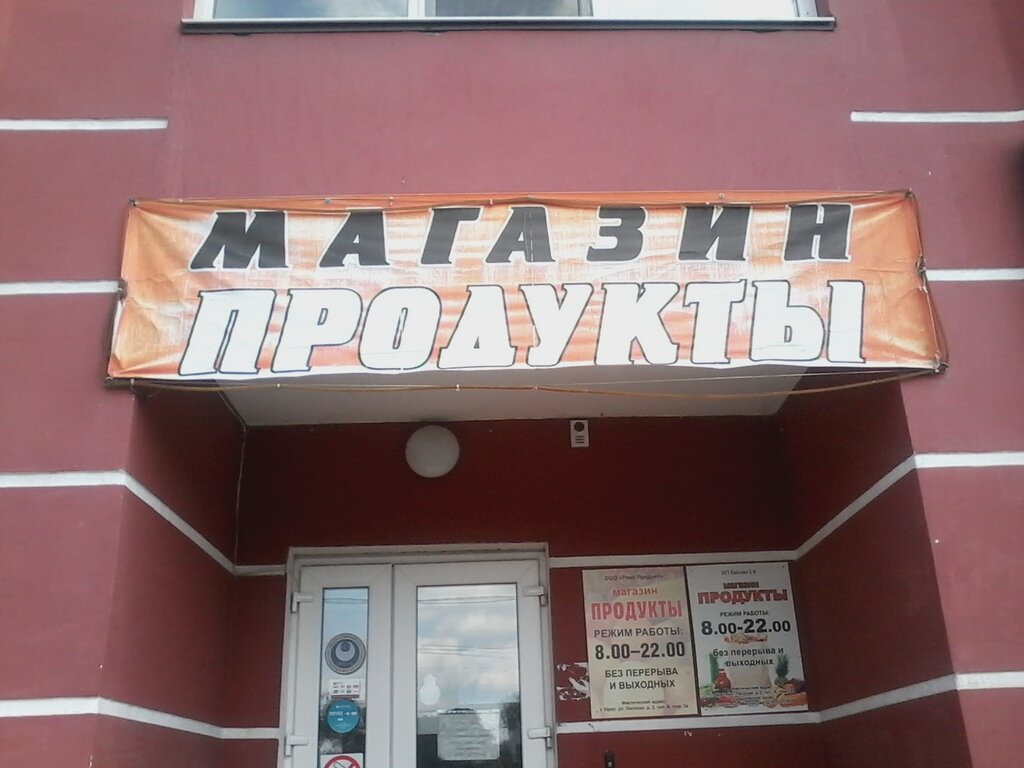 МАГАЗИН
ПРОДУКТЫ
магазин
ПРОДУКТЫ
РЕЖИМ РАБОТЫ:
8.00–22.00
БЕЗ ПЕРЕРЫВА
И ВЫХОДНЫХ
МАГАЗИН
ПРОДУКТЫ
РЕЖИМ РАБОТЫ:
8.00-22.00
без перерыва и
выходных